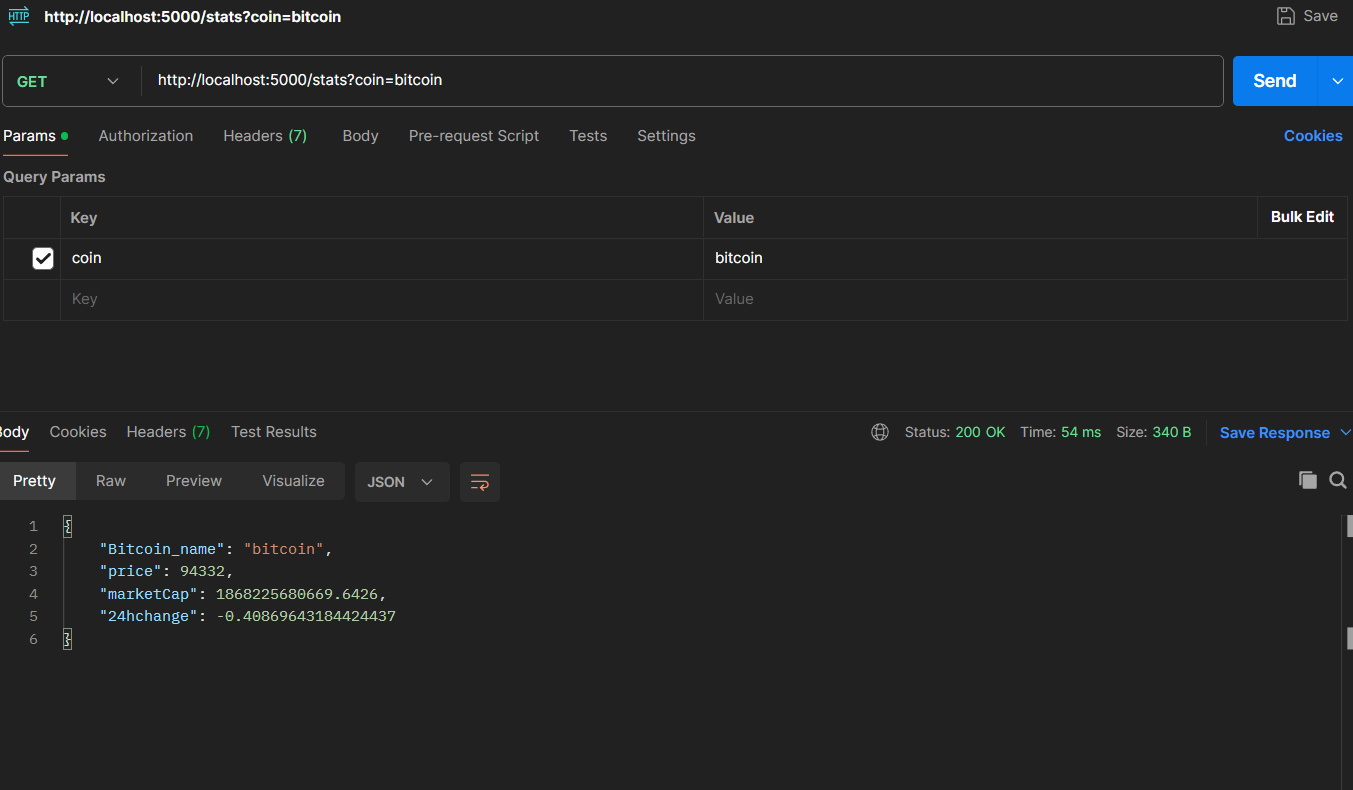 HTTP http://localhost:5000/stats?coin=bitcoin Save
GET http://localhost:5000/stats?coin=bitcoin Send
Params Authorization Headers (7) Body Pre-request Script Tests Settings Cookies
Query Params
Key Value Bulk Edit
coin bitcoin
Key Value
Body Cookies Headers (7) Test Results Status: 200 OK Time: 54 ms Size: 340 B Save Response
Pretty Raw Preview Visualize JSON
1 {
2 "Bitcoin_name": "bitcoin",
3 "price": 94332,
4 "marketCap": 1868225680669.6426,
5 "24hchange": -0.40869643184424437
6 }